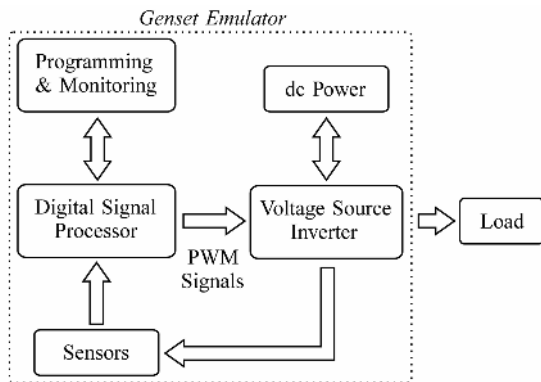 Genset Emulator
Programming
& Monitoring
dc Power
Digital Signal
Processor
PWM
Signals
Voltage Source
Inverter
Load
Sensors